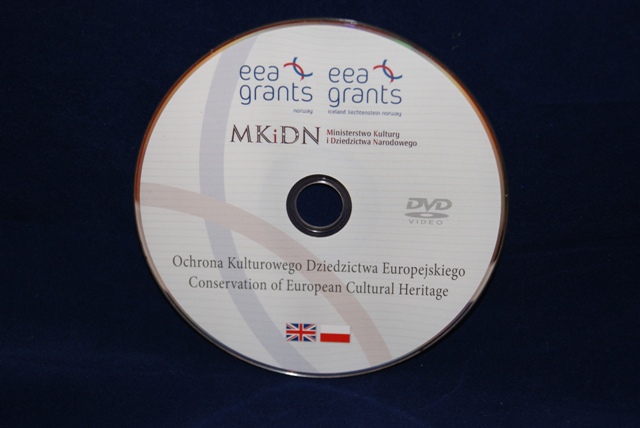 eea grants
norway
eea grants
iceland liechtenstein norway
MKiDN
Ministerstwo Kultury
i Dziedzictwa Narodowego
DVD
VIDEO
Ochrona Kulturowego Dziedzictwa Europejskiego
Conservation of European Cultural Heritage